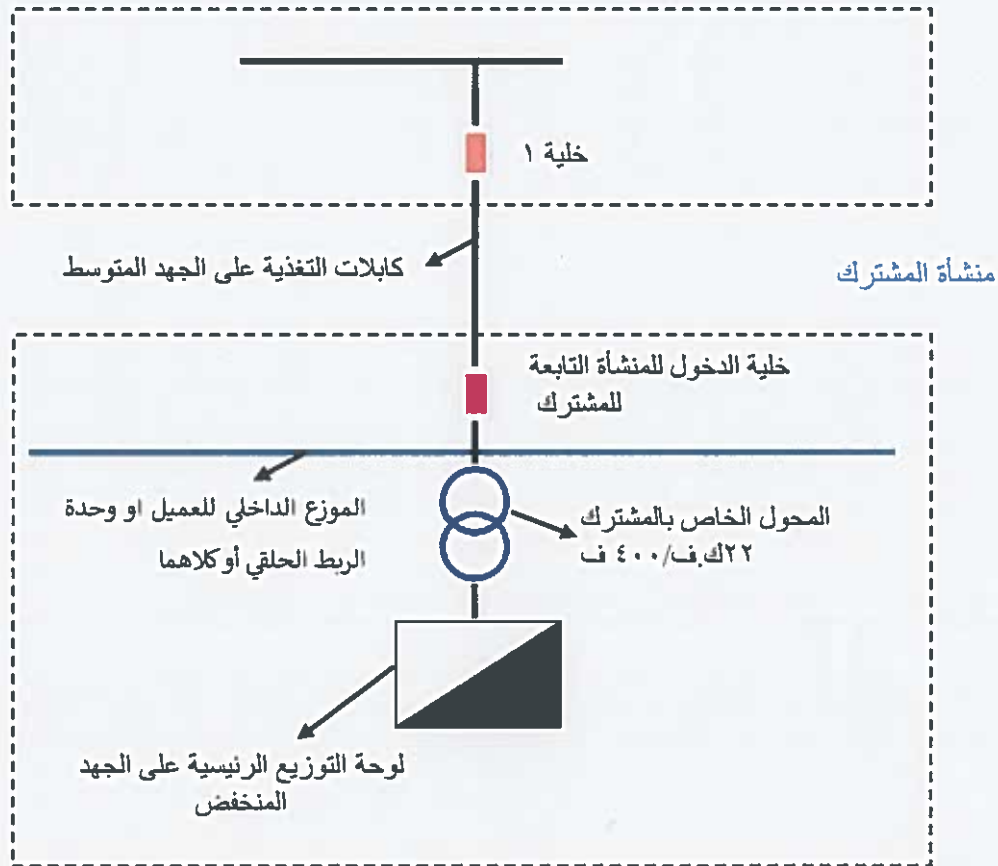 خلية ١
كابلات التغذية على الجهد المتوسط
منشأة المشترك
خلية الدخول للمنشأة التابعة
للمشترك
الموزع الداخلي للعميل او وحدة
الربط الحلقي أوكلاهما
المحول الخاص بالمشترك
٢٢ك.ف/٤٠٠ ف
لوحة التوزيع الرئيسية على الجهد
المنخفض